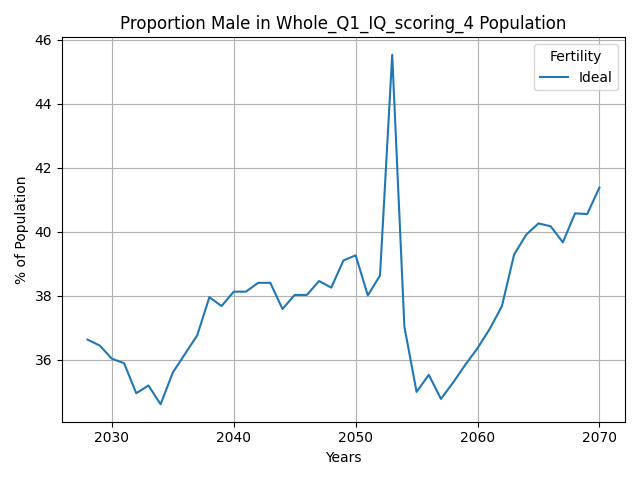 Proportion Male in Whole_Q1_IQ_scoring_4 Population
46
44
42
40
38
36
% of Population
Fertility
Ideal
2030 2040 2050 2060 2070
Years